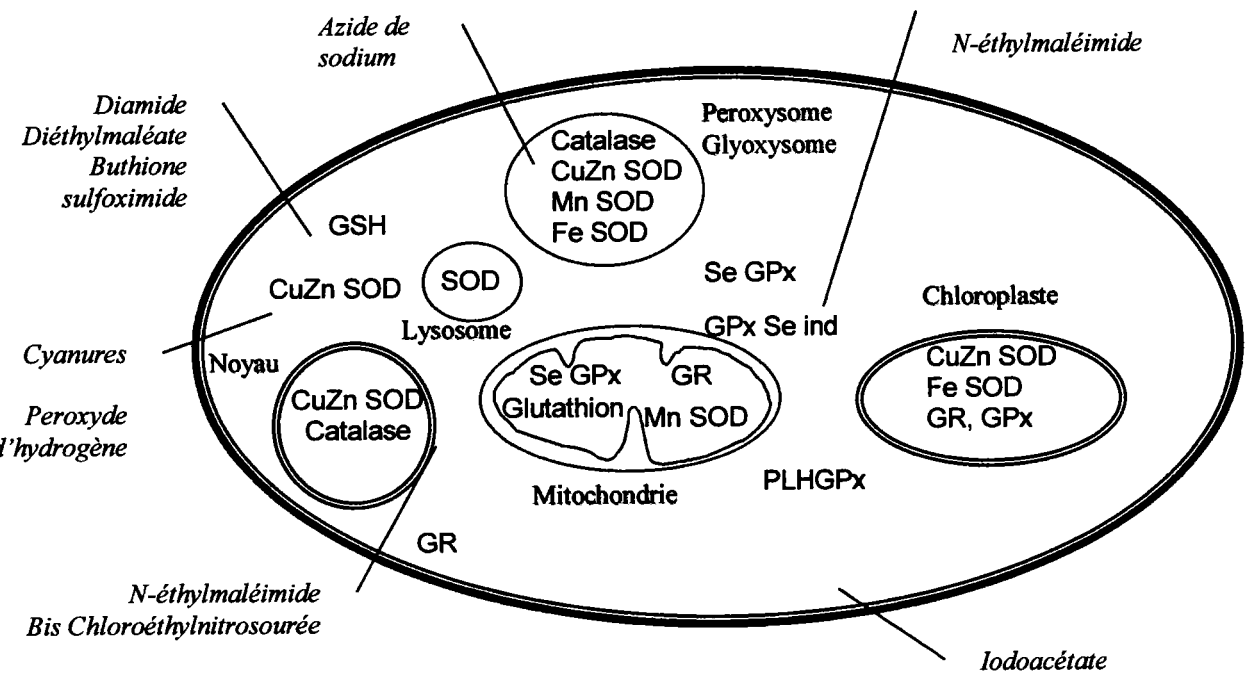 Azide de
sodium
N-éthylmaléimide
Diamide
Diéthylmaléate
Buthione
sulfoximide
Peroxysome
Glyoxysome
Catalase
CuZn SOD
Mn SOD
Fe SOD
GSH
CuZn SOD
SOD
Lysosome
Se GPx
GPx Se ind
Chloroplaste
CuZn SOD
Fe SOD
GR, GPx
Cyanures
Noyau
Peroxyde
l'hydrogène
CuZn SOD
Catalase
Se GPx
GR
Glutathion
Mn SOD
Mitochondrie
PLHGPx
GR
N-éthylmaléimide
Bis Chloroéthylnitrosourée
Iodoacétate